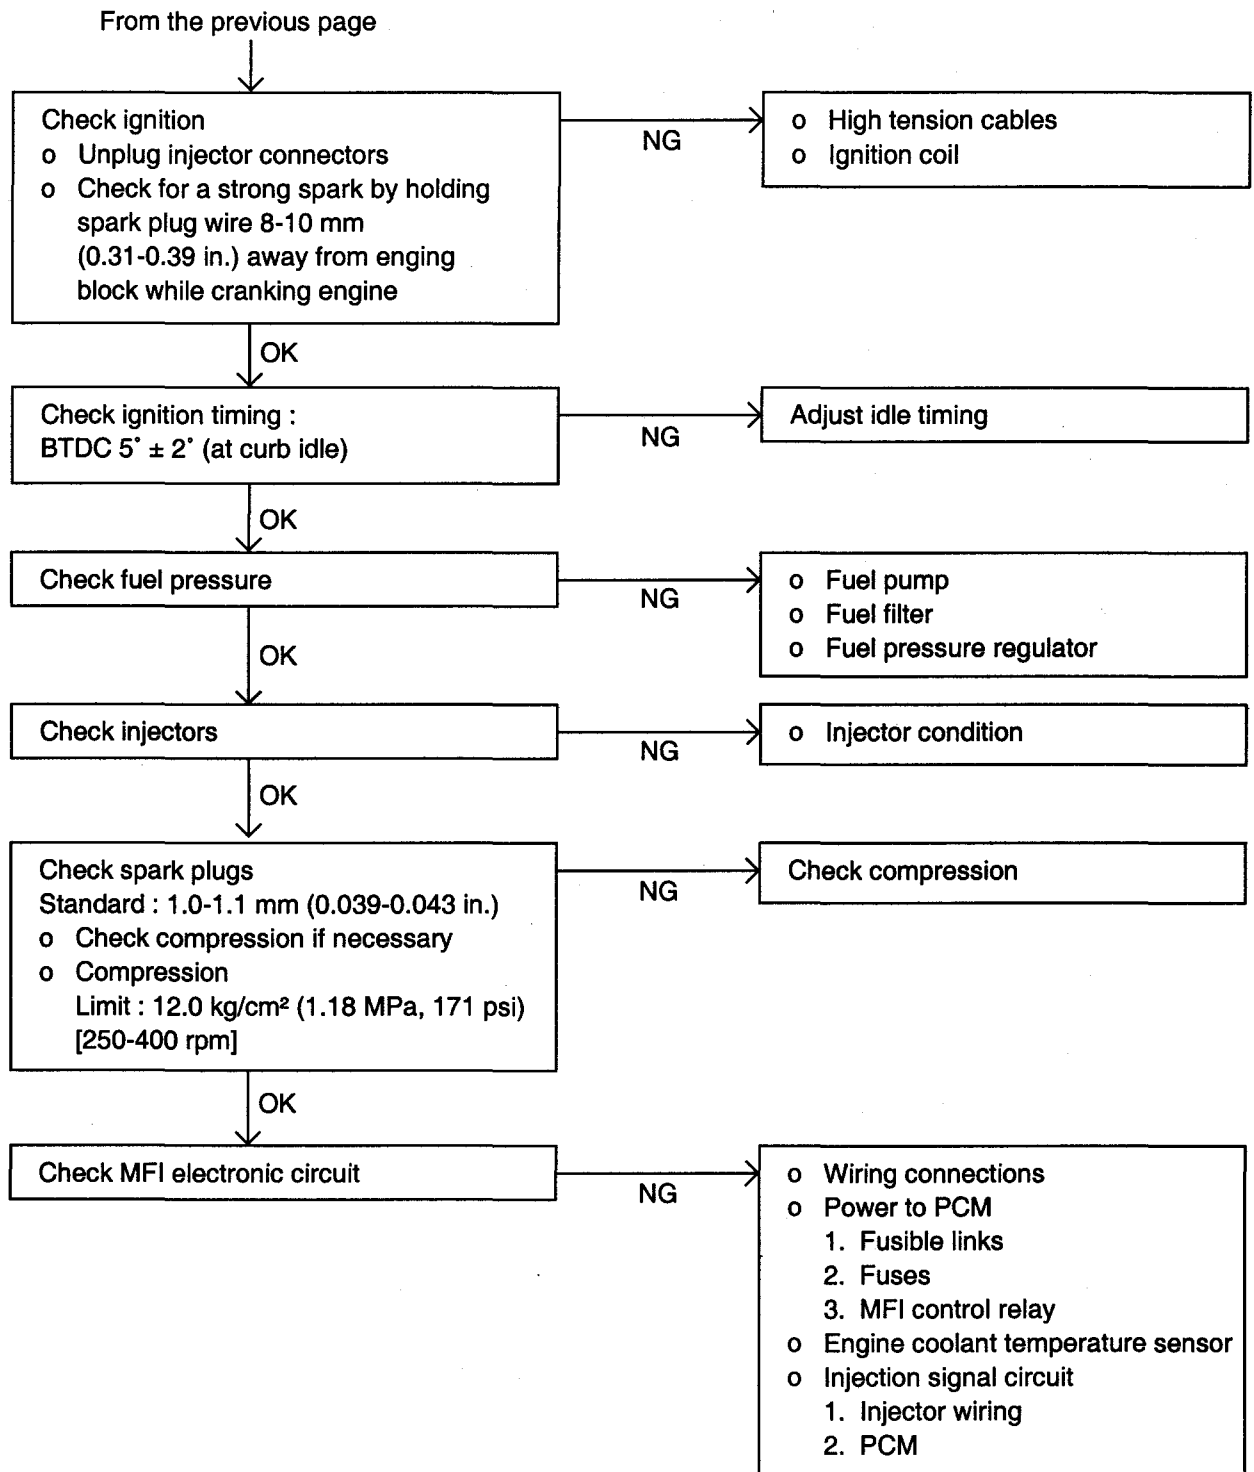 From the previous page
Check ignition
o Unplug injector connectors
o Check for a strong spark by holding
spark plug wire 8-10 mm
(0.31-0.39 in.) away from enging
block while cranking engine
NG
o High tension cables
o Ignition coil
OK
Check ignition timing :
BTDC 5˚ ± 2˚ (at curb idle)
NG
Adjust idle timing
OK
Check fuel pressure
NG
o Fuel pump
o Fuel filter
o Fuel pressure regulator
OK
Check injectors
NG
o Injector condition
OK
Check spark plugs
Standard : 1.0-1.1 mm (0.039-0.043 in.)
o Check compression if necessary
o Compression
Limit : 12.0 kg/cm² (1.18 MPa, 171 psi)
[250-400 rpm]
NG
Check compression
OK
Check MFI electronic circuit
NG
o Wiring connections
o Power to PCM
1. Fusible links
2. Fuses
3. MFI control relay
o Engine coolant temperature sensor
o Injection signal circuit
1. Injector wiring
2. PCM